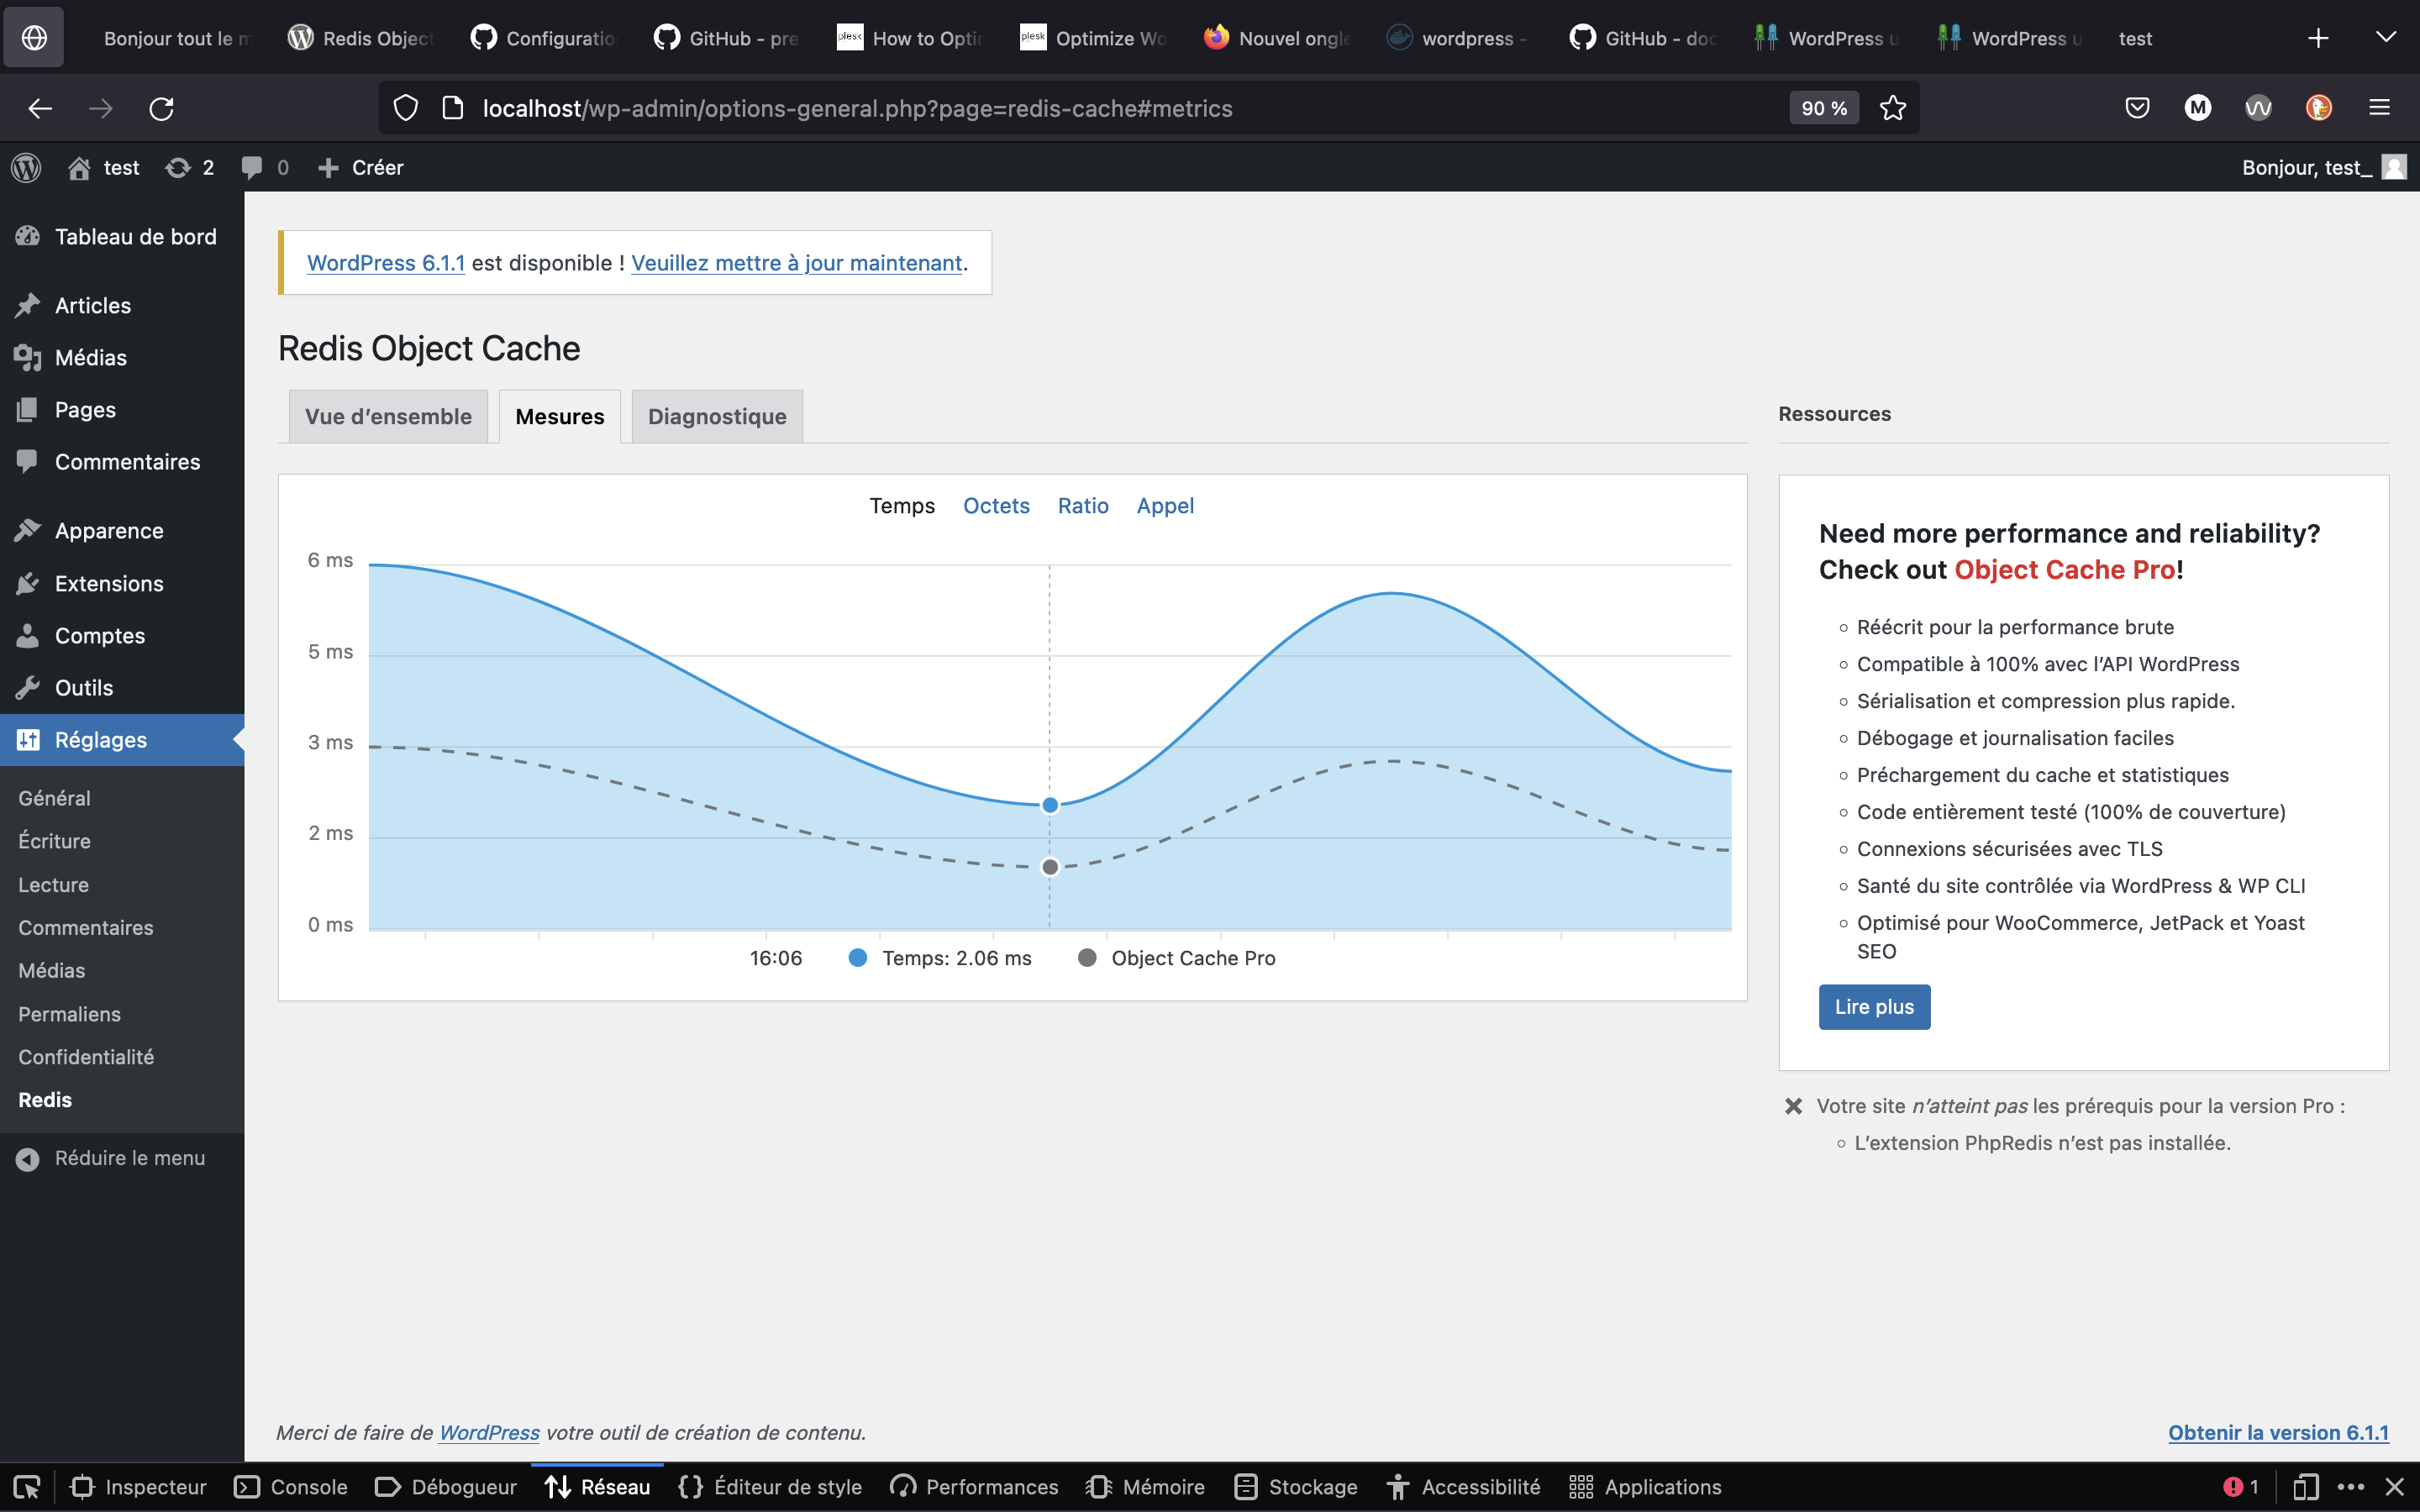 Bonjour tout le m
Redis Object
Configuratio
GitHub - pre
plesk
How to Opti
plesk
Optimize Wo
Nouvel ongle
wordpress -
GitHub - doc
WordPress u
WordPress u
test
localhost/wp-admin/options-general.php?page=redis-cache#metrics
90 %
M
test
2
0
Créer
Bonjour, test_
Tableau de bord
Articles
Médias
Pages
Commentaires
Apparence
Extensions
Comptes
Outils
Réglages
Général
Écriture
Lecture
Commentaires
Médias
Permaliens
Confidentialité
Redis
Réduire le menu
WordPress 6.1.1 est disponible ! Veuillez mettre à jour maintenant.
Redis Object Cache
Vue d’ensemble
Mesures
Diagnostique
Temps Octets Ratio Appel
6 ms
5 ms
3 ms
2 ms
0 ms
16:06 Temps: 2.06 ms Object Cache Pro
Ressources
Need more performance and reliability?
Check out Object Cache Pro!
Réécrit pour la performance brute
Compatible à 100% avec l’API WordPress
Sérialisation et compression plus rapide.
Débogage et journalisation faciles
Préchargement du cache et statistiques
Code entièrement testé (100% de couverture)
Connexions sécurisées avec TLS
Santé du site contrôlée via WordPress & WP CLI
Optimisé pour WooCommerce, JetPack et Yoast
SEO
Lire plus
Votre site n’atteint pas les prérequis pour la version Pro :
L’extension PhpRedis n’est pas installée.
Merci de faire de WordPress votre outil de création de contenu.
Obtenir la version 6.1.1
Inspecteur
Console
Débogueur
Réseau
Éditeur de style
Performances
Mémoire
Stockage
Accessibilité
Applications
1